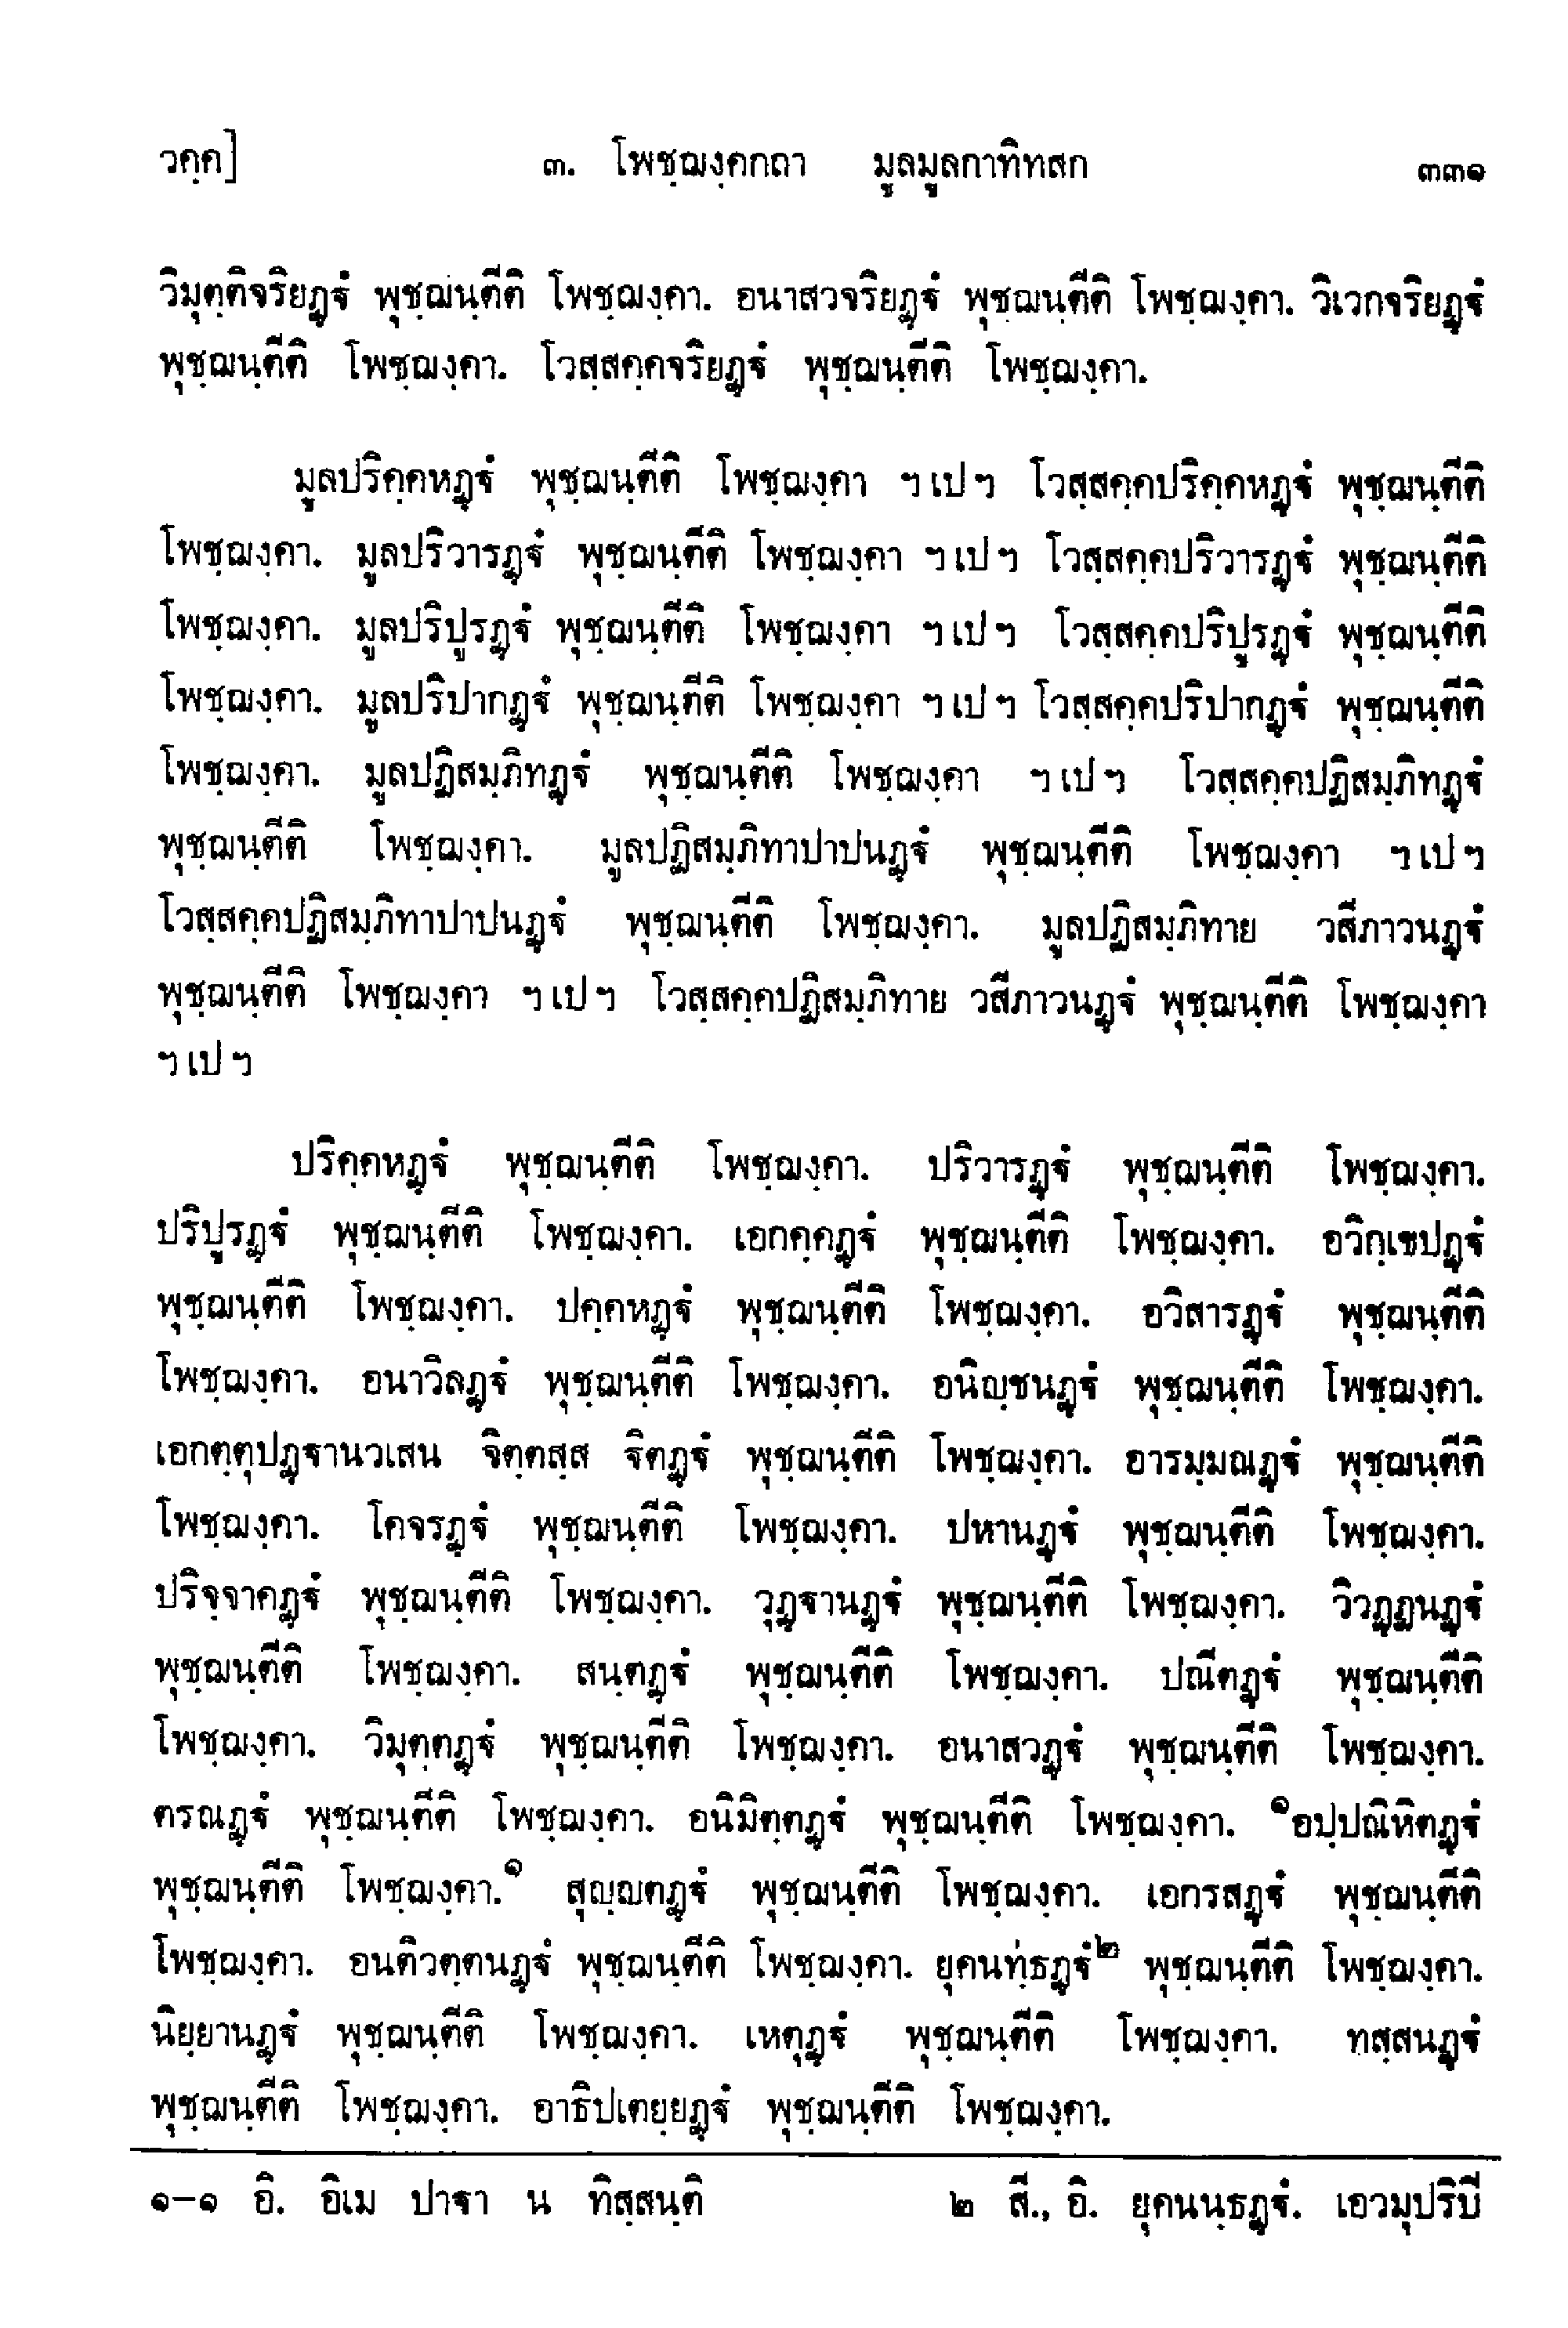 วคฺค]
๓. โพชฺฌงฺคกถา มูลมูลกาทิทสก
๓๓๑
วิมุตฺติจริยฏฺฐํ พุชฺฌนฺตีติ โพชฺฌงฺคา. อนาสวจริยฏฺฐํ พุชฺฌนฺตีติ โพชฺฌงฺคา. วิเวกจริยฏฺฐํ
พุชฺฌนฺตีติ โพชฺฌงฺคา. โวสฺสคฺคจริยฏฺฐํ พุชฺฌนฺตีติ โพชฺฌงฺคา.
มูลปริคฺคหฏฺฐํ พุชฺฌนฺตีติ โพชฺฌงฺคา ฯ เป ฯ โวสฺสคฺคปริคฺคหฏฺฐํ พุชฺฌนฺตีติ
โพชฺฌงฺคา. มูลปริวารฏฺฐํ พุชฺฌนฺตีติ โพชฺฌงฺคา ฯ เป ฯ โวสฺสคฺคปริวารฏฺฐํ พุชฺฌนฺตีติ
โพชฺฌงฺคา. มูลปริปูรฏฺฐํ พุชฺฌนฺตีติ โพชฺฌงฺคา ฯ เป ฯ โวสฺสคฺคปริปูรฏฺฐํ พุชฺฌนฺตีติ
โพชฺฌงฺคา. มูลปริปากฏฺฐํ พุชฺฌนฺตีติ โพชฺฌงฺคา ฯ เป ฯ โวสฺสคฺคปริปากฏฺฐํ พุชฺฌนฺตีติ
โพชฺฌงฺคา. มูลปฏิสมฺภิทฏฺฐํ พุชฺฌนฺตีติ โพชฺฌงฺคา ฯ เป ฯ โวสฺสคฺคปฏิสมฺภิทฏฺฐํ
พุชฺฌนฺตีติ โพชฺฌงฺคา. มูลปฏิสมฺภิทาปาปนฏฺฐํ พุชฺฌนฺตีติ โพชฺฌงฺคา ฯ เป ฯ
โวสฺสคฺคปฏิสมฺภิทาปาปนฏฺฐํ พุชฺฌนฺตีติ โพชฺฌงฺคา. มูลปฏิสมฺภิทาย วสีภาวนฏฺฐํ
พุชฺฌนฺตีติ โพชฺฌงฺคา ฯ เป ฯ โวสฺสคฺคปฏิสมฺภิทาย วสีภาวนฏฺฐํ พุชฺฌนฺตีติ โพชฺฌงฺคา
ฯ เป ฯ
ปริคฺคหฏฺฐํ พุชฺฌนฺตีติ โพชฺฌงฺคา. ปริวารฏฺฐํ พุชฺฌนฺตีติ โพชฺฌงฺคา.
ปริปูรฏฺฐํ พุชฺฌนฺตีติ โพชฺฌงฺคา. เอกคฺคฏฺฐํ พุชฺฌนฺตีติ โพชฺฌงฺคา. อวิกฺเขปฏฺฐํ
พุชฺฌนฺตีติ โพชฺฌงฺคา. ปคฺคหฏฺฐํ พุชฺฌนฺตีติ โพชฺฌงฺคา. อวิสารฏฺฐํ พุชฺฌนฺตีติ
โพชฺฌงฺคา. อนาวิลฏฺฐํ พุชฺฌนฺตีติ โพชฺฌงฺคา. อนิญฺชนฏฺฐํ พุชฺฌนฺตีติ โพชฺฌงฺคา.
เอกตฺตุปฏฺฐานวเสน จิตฺตสฺส ฐิตฏฺฐํ พุชฺฌนฺตีติ โพชฺฌงฺคา. อารมฺมณฏฺฐํ พุชฺฌนฺตีติ
โพชฺฌงฺคา. โคจรฏฺฐํ พุชฺฌนฺตีติ โพชฺฌงฺคา. ปหานฏฺฐํ พุชฺฌนฺตีติ โพชฺฌงฺคา.
ปริจฺจาคฏฺฐํ พุชฺฌนฺตีติ โพชฺฌงฺคา. วุฏฺฐานฏฺฐํ พุชฺฌนฺตีติ โพชฺฌงฺคา. วิวฏฺฏนฏฺฐํ
พุชฺฌนฺตีติ โพชฺฌงฺคา. สนฺตฏฺฐํ พุชฺฌนฺตีติ โพชฺฌงฺคา. ปณีตฏฺฐํ พุชฺฌนฺตีติ
โพชฺฌงฺคา. วิมุตฺตฏฺฐํ พุชฺฌนฺตีติ โพชฺฌงฺคา. อนาสวฏฺฐํ พุชฺฌนฺตีติ โพชฺฌงฺคา.
ตรณฏฺฐํ พุชฺฌนฺตีติ โพชฺฌงฺคา. อนิมิตฺตฏฺฐํ พุชฺฌนฺตีติ โพชฺฌงฺคา. ๑อปฺปณิหิตฏฺฐํ
พุชฺฌนฺตีติ โพชฺฌงฺคา.๑ สุญฺญตฏฺฐํ พุชฺฌนฺตีติ โพชฺฌงฺคา. เอกรสฏฺฐํ พุชฺฌนฺตีติ
โพชฺฌงฺคา. อนติวตฺตนฏฺฐํ พุชฺฌนฺตีติ โพชฺฌงฺคา. ยุคนทฺธฏฺฐํ๒ พุชฺฌนฺตีติ โพชฺฌงฺคา.
นิยฺยานฏฺฐํ พุชฺฌนฺตีติ โพชฺฌงฺคา. เหตุฏฺฐํ พุชฺฌนฺตีติ โพชฺฌงฺคา. ทสฺสนฏฺฐํ
พุชฺฌนฺตีติ โพชฺฌงฺคา. อาธิปเตยฺยฏฺฐํ พุชฺฌนฺตีติ โพชฺฌงฺคา.
๑-๑ อิ. อิเม ปาฐา น ทิสฺสนฺติ
๒ สี., อิ. ยุคนนฺธฏฺฐํ. เอวมุปริปี